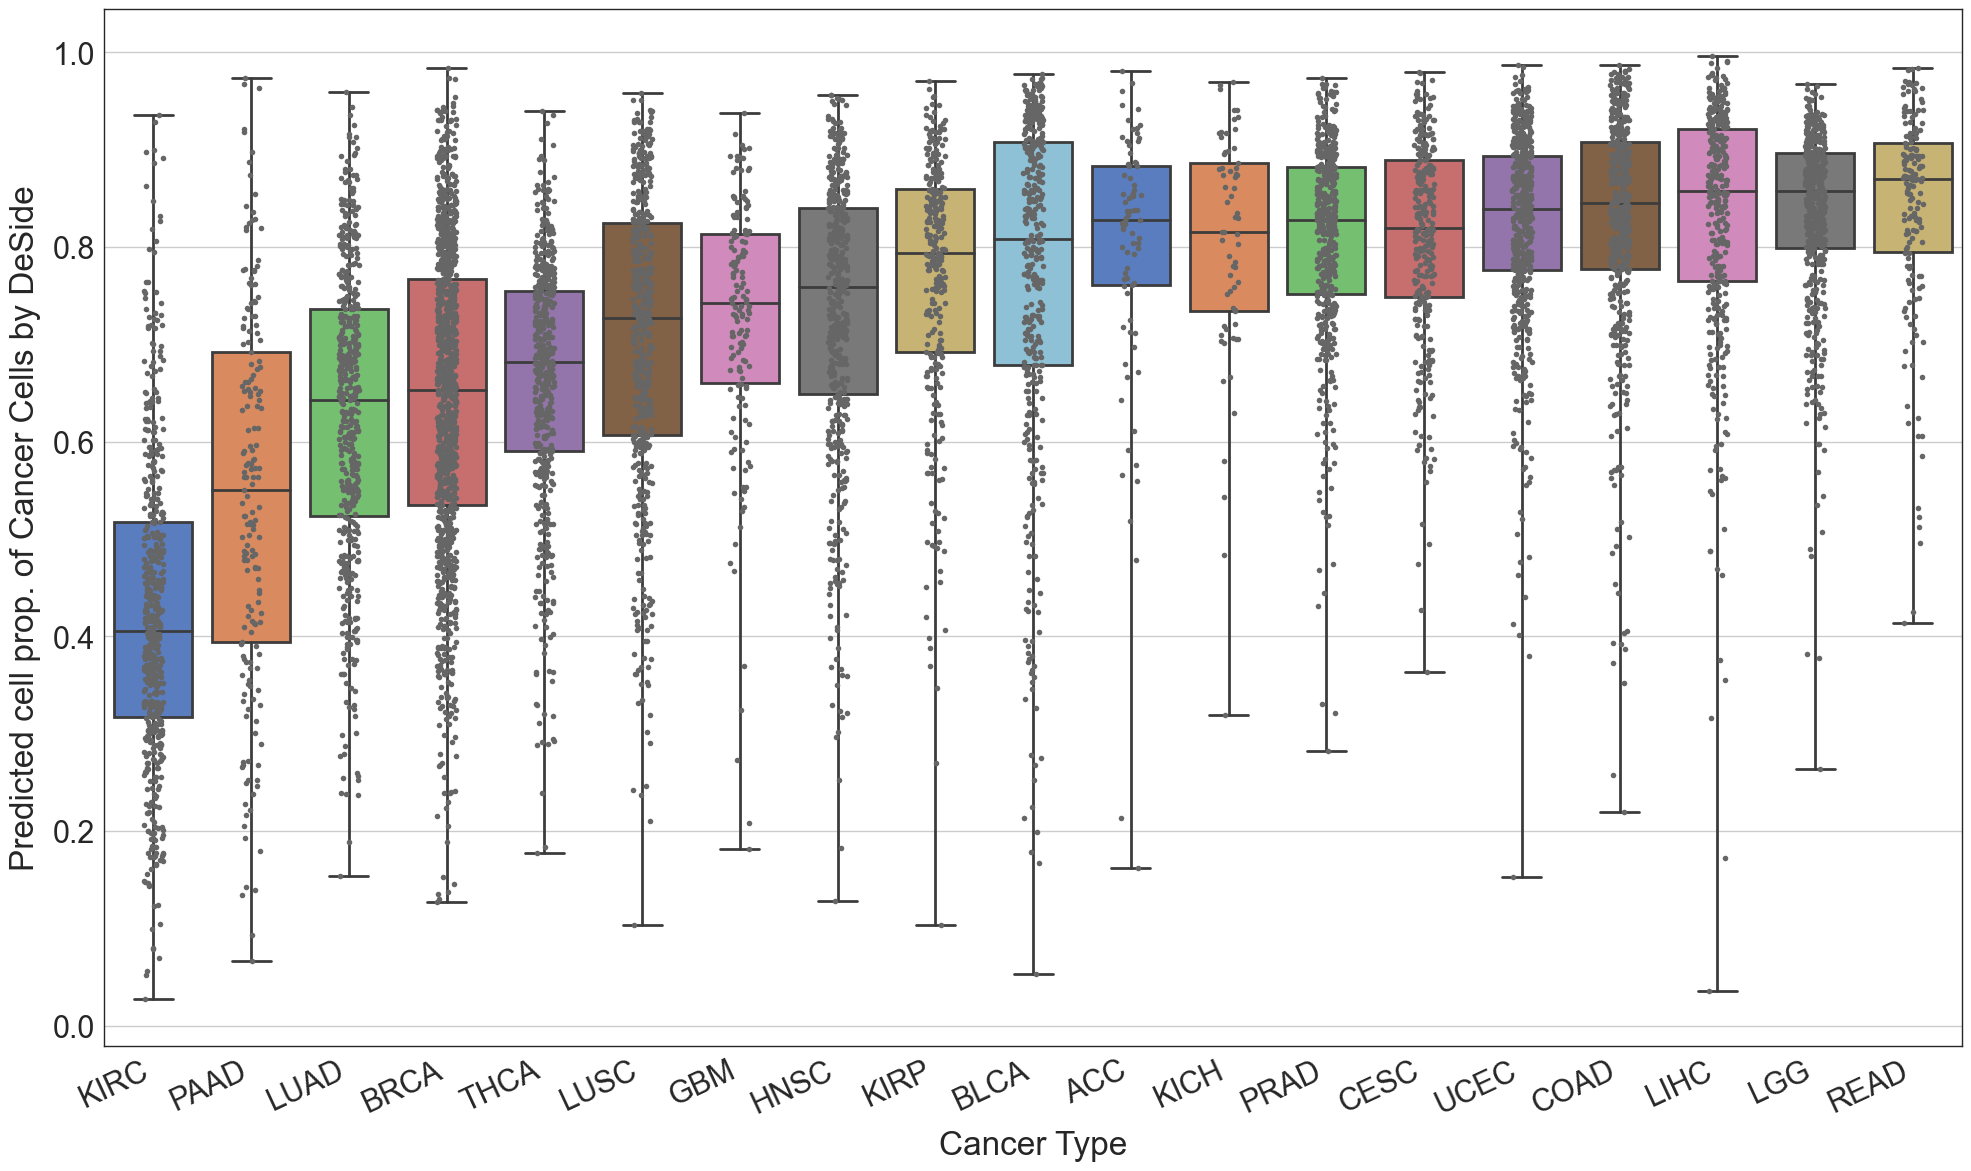 Predicted cell prop. of Cancer Cells by DeSide
1.0
0.8
0.6
0.4
0.2
0.0
KIRC PAAD LUAD BRCA THCA LUSC GBM HNSC KIRP BLCA ACC KICH PRAD CESC UCEC COAD LIHC LGG READ
Cancer Type